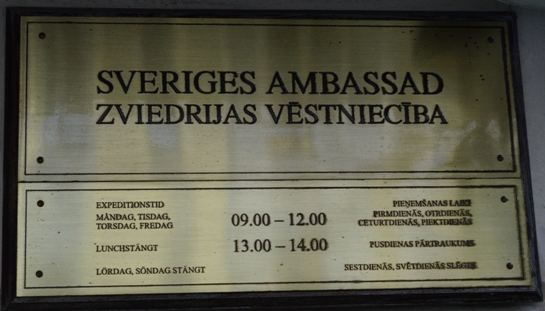 SVERIGES AMBASSAD
ZVIEDRIJAS VĒSTNIECĪBA
EXPEDITIONSTID
MÅNDAG, TISDAG,
TORSDAG, FREDAG
09.00 – 12.00
PIEŅEMŠANAS LAIKI
PIRMDIENĀS, OTRDIENĀS,
CETURTDIENĀS, PIEKTDIENĀS
LUNCHSTÄNGT
13.00 – 14.00
PUSDIENAS PĀRTRAUKUMS
LÖRDAG, SÖNDAG STÄNGT
SESTDIENĀS, SVĒTDIENĀS SLĒGTS